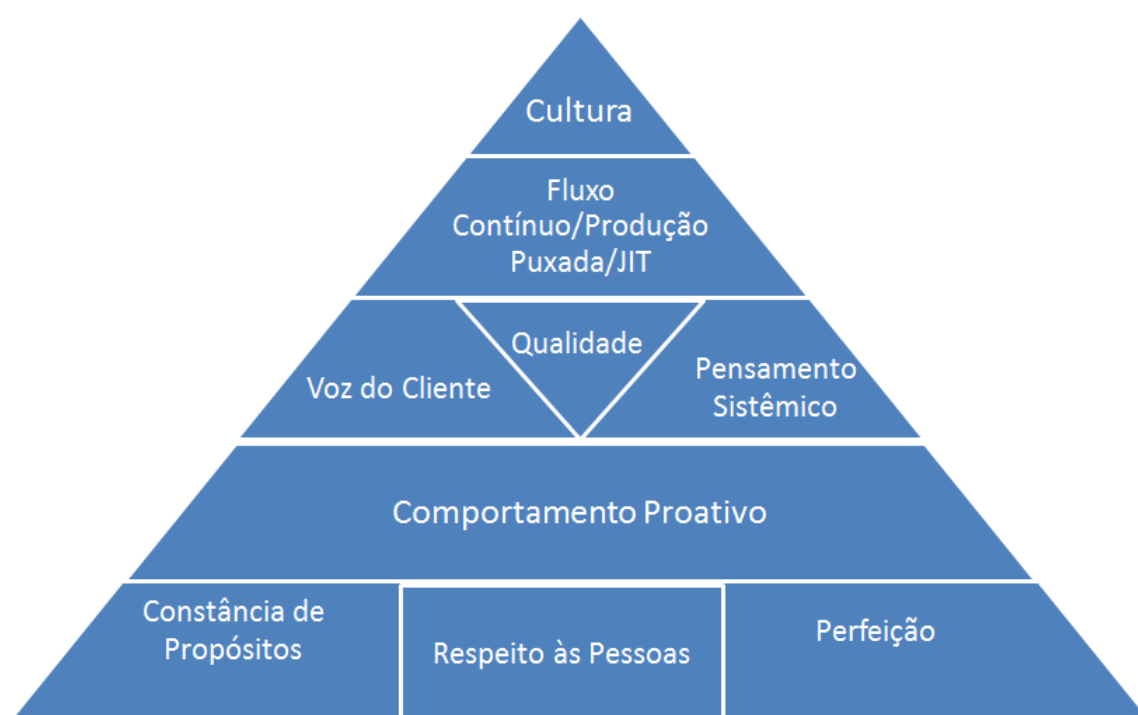 Cultura
Fluxo
Contínuo/Produção
Puxada/JIT
Qualidade
Voz do Cliente
Pensamento
Sistêmico
Comportamento Proativo
Constância de
Propósitos
Respeito às Pessoas
Perfeição